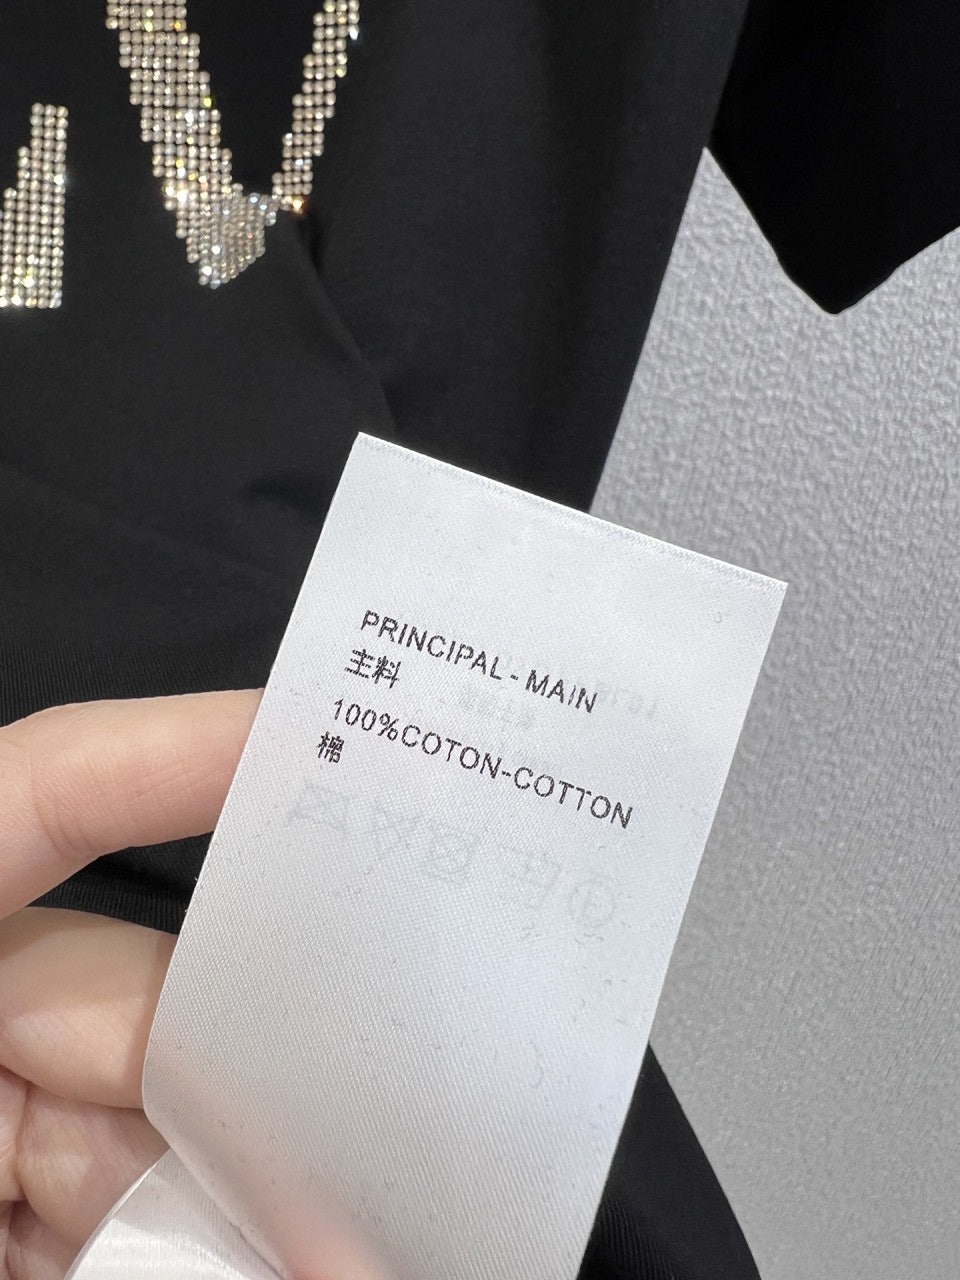 PRINCIPAL-MAIN
主料
100%COTON-COTTON
棉